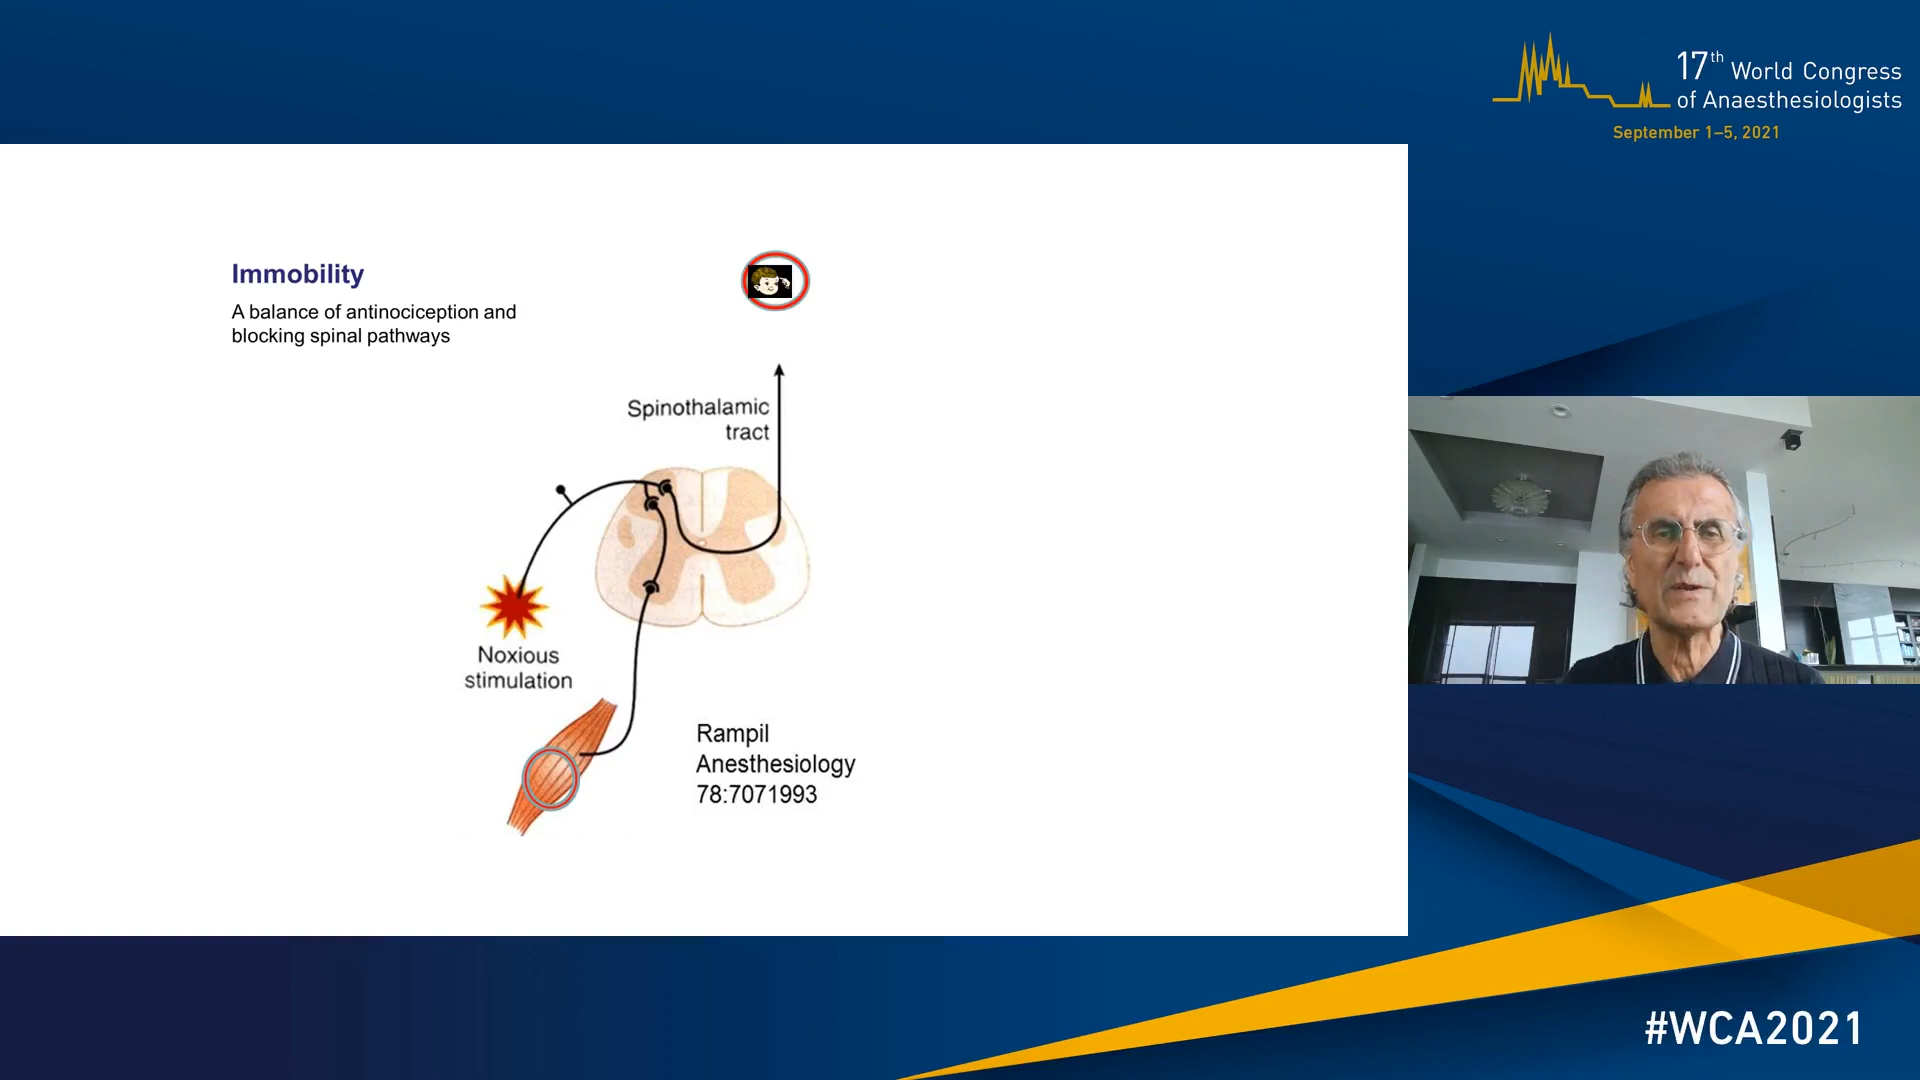 17th World Congress
of Anaesthesiologists
September 1–5, 2021
Immobility
A balance of antinociception and
blocking spinal pathways
Spinothalamic
tract
Noxious
stimulation
Rampil
Anesthesiology
78:7071993
#WCA2021